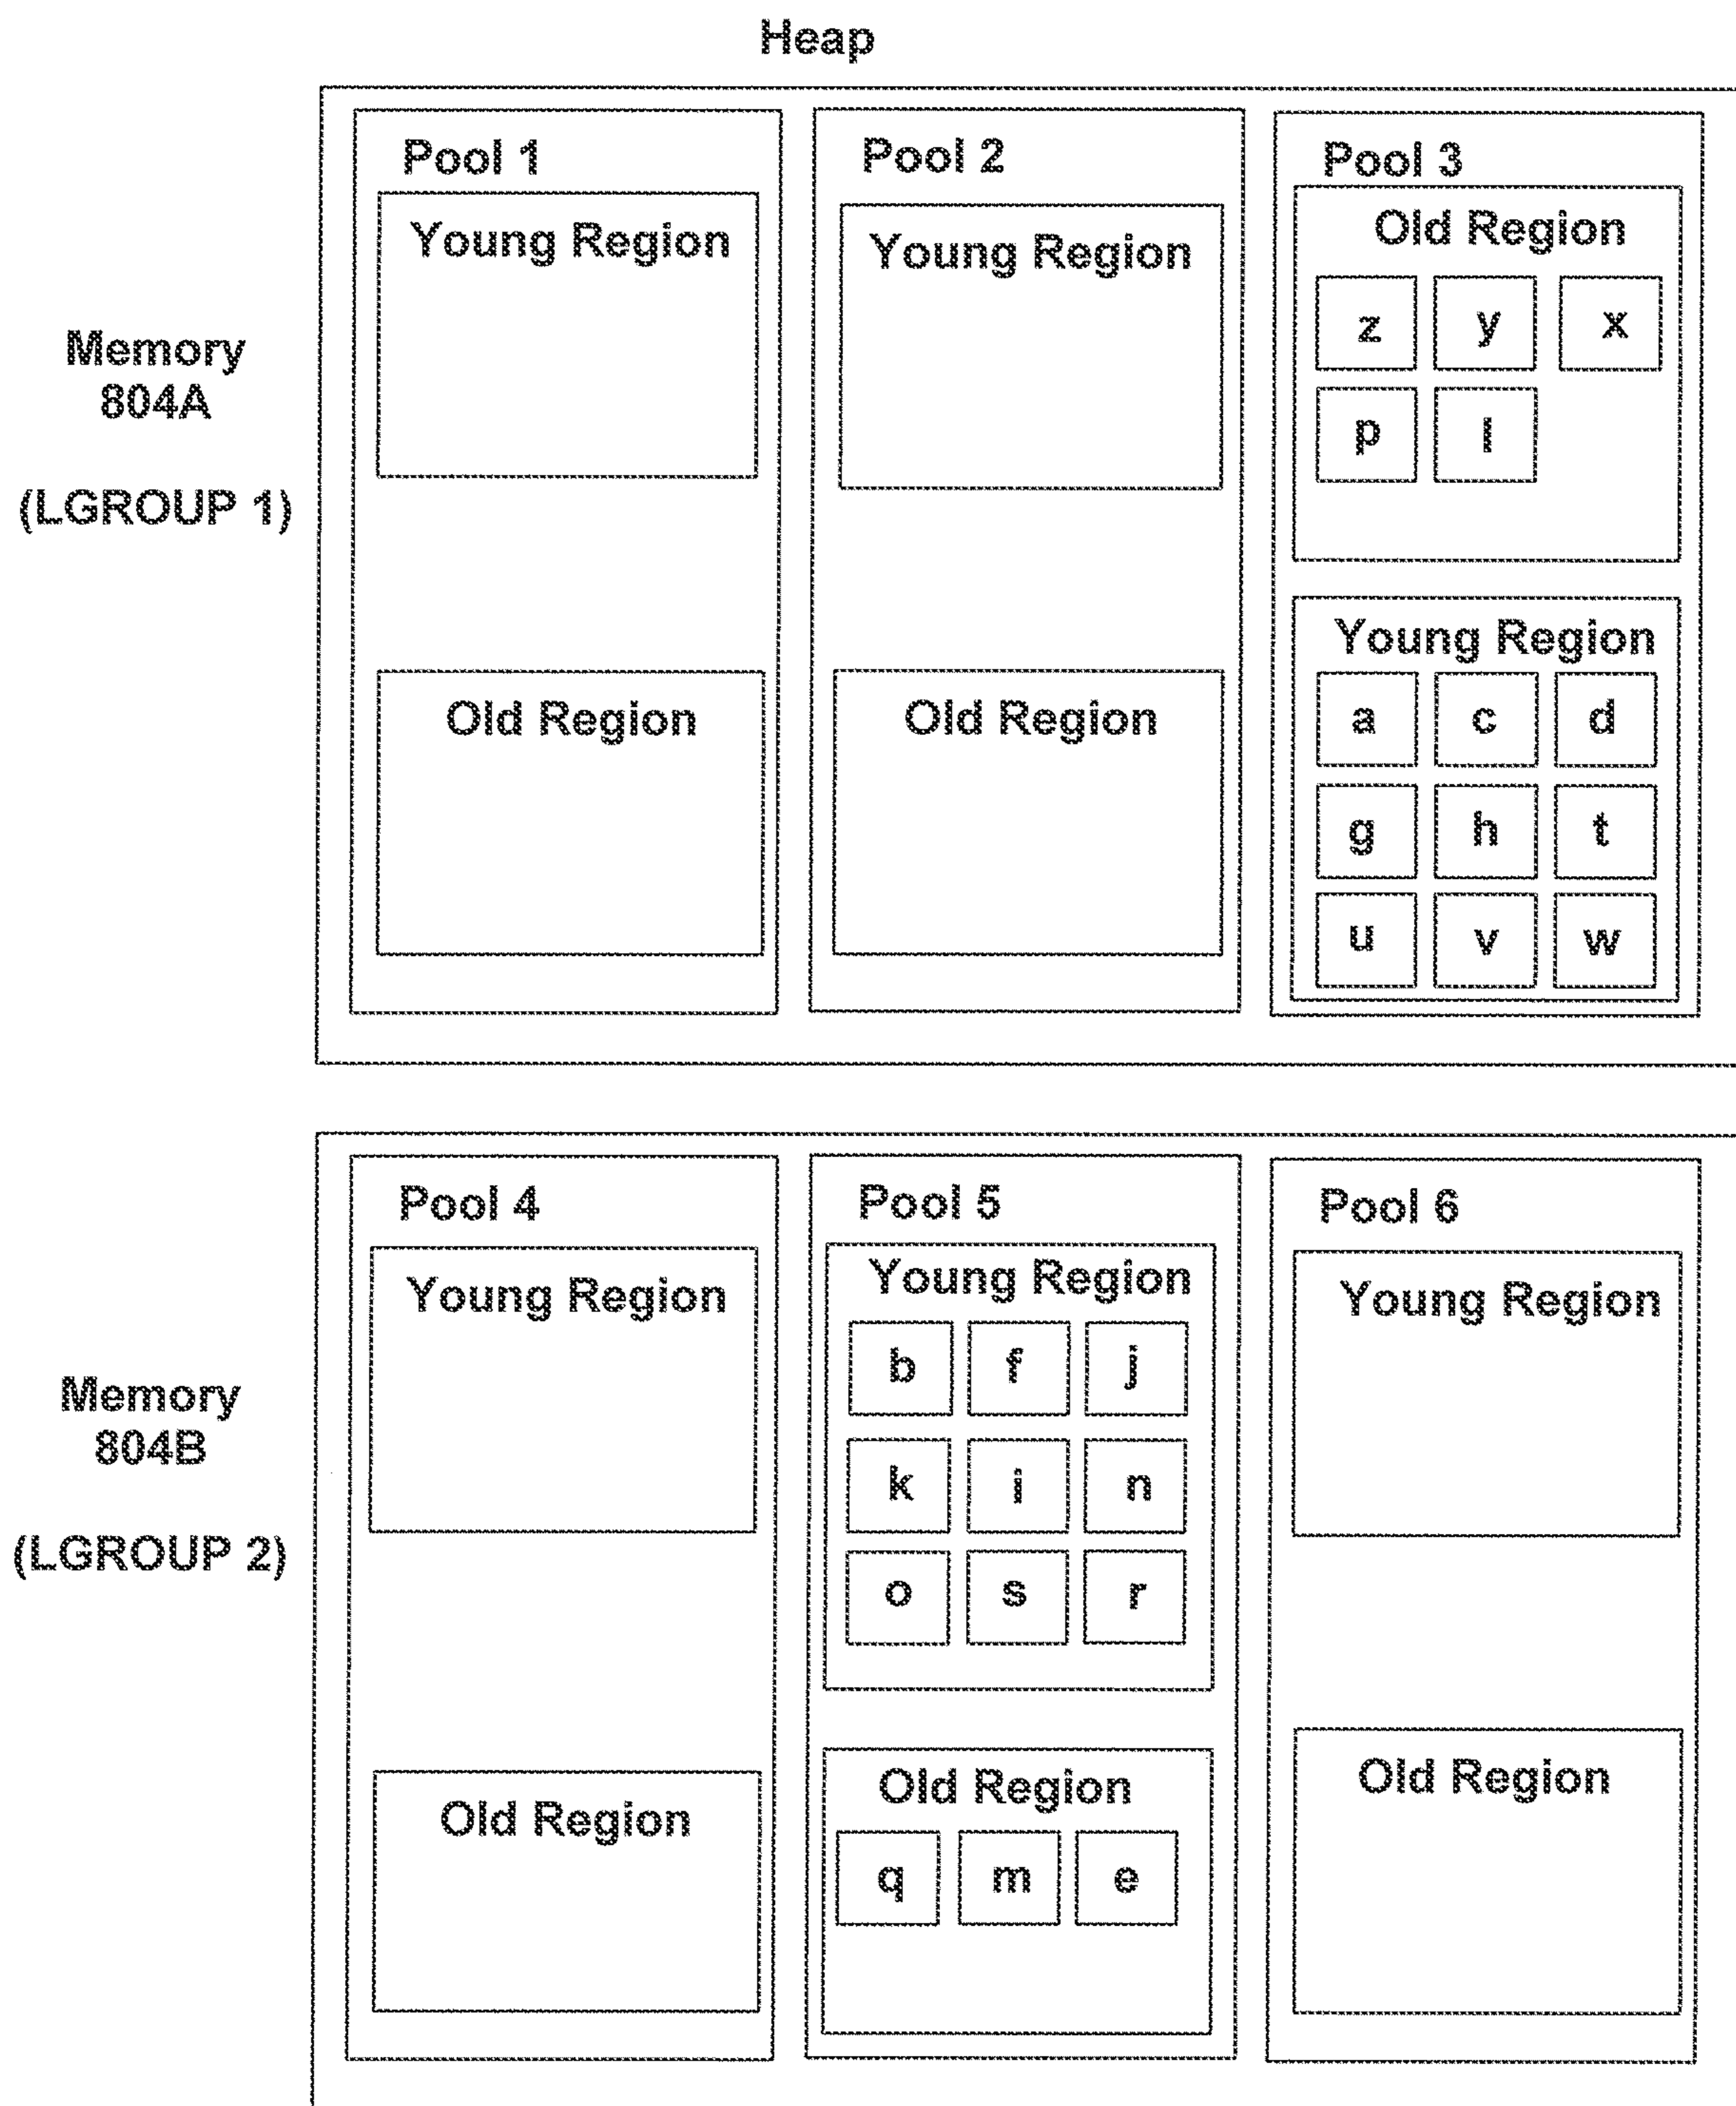 Heap
Memory
804A
(LGROUP 1)
Pool 1
Young Region
Old Region
Pool 2
Young Region
Old Region
Pool 3
Old Region
z y x
p l
Young Region
a c d
g h t
u v w
Memory
804B
(LGROUP 2)
Pool 4
Young Region
Old Region
Pool 5
Young Region
b f j
k i n
o s r
Old Region
q m e
Pool 6
Young Region
Old Region